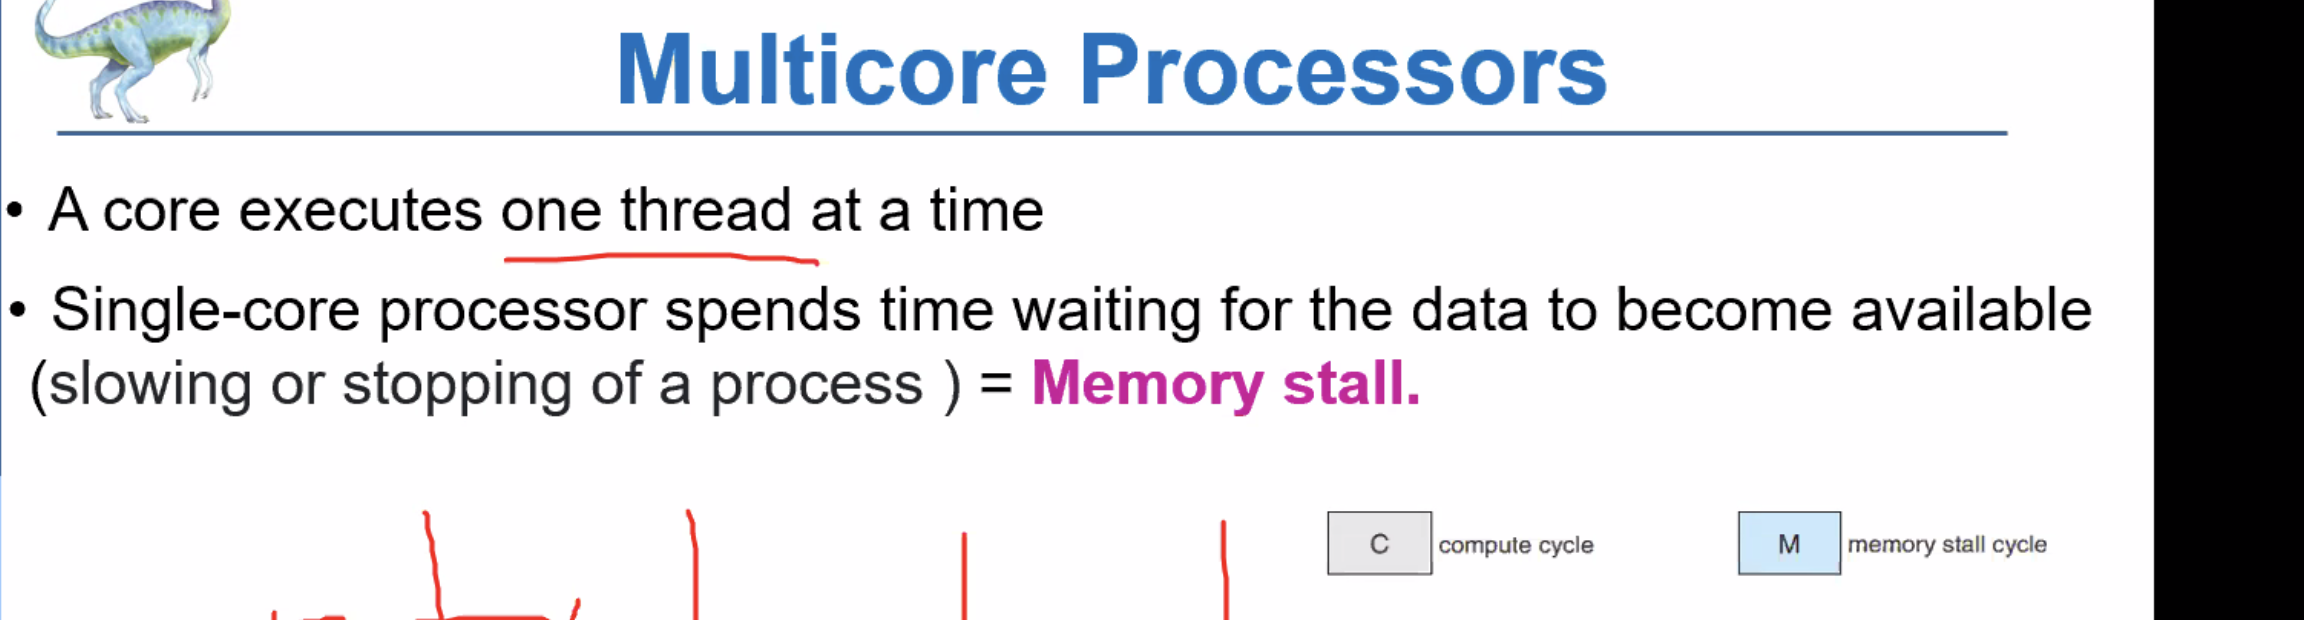 Multicore Processors
• A core executes one thread at a time
• Single-core processor spends time waiting for the data to become available
(slowing or stopping of a process ) = Memory stall.
C compute cycle M memory stall cycle